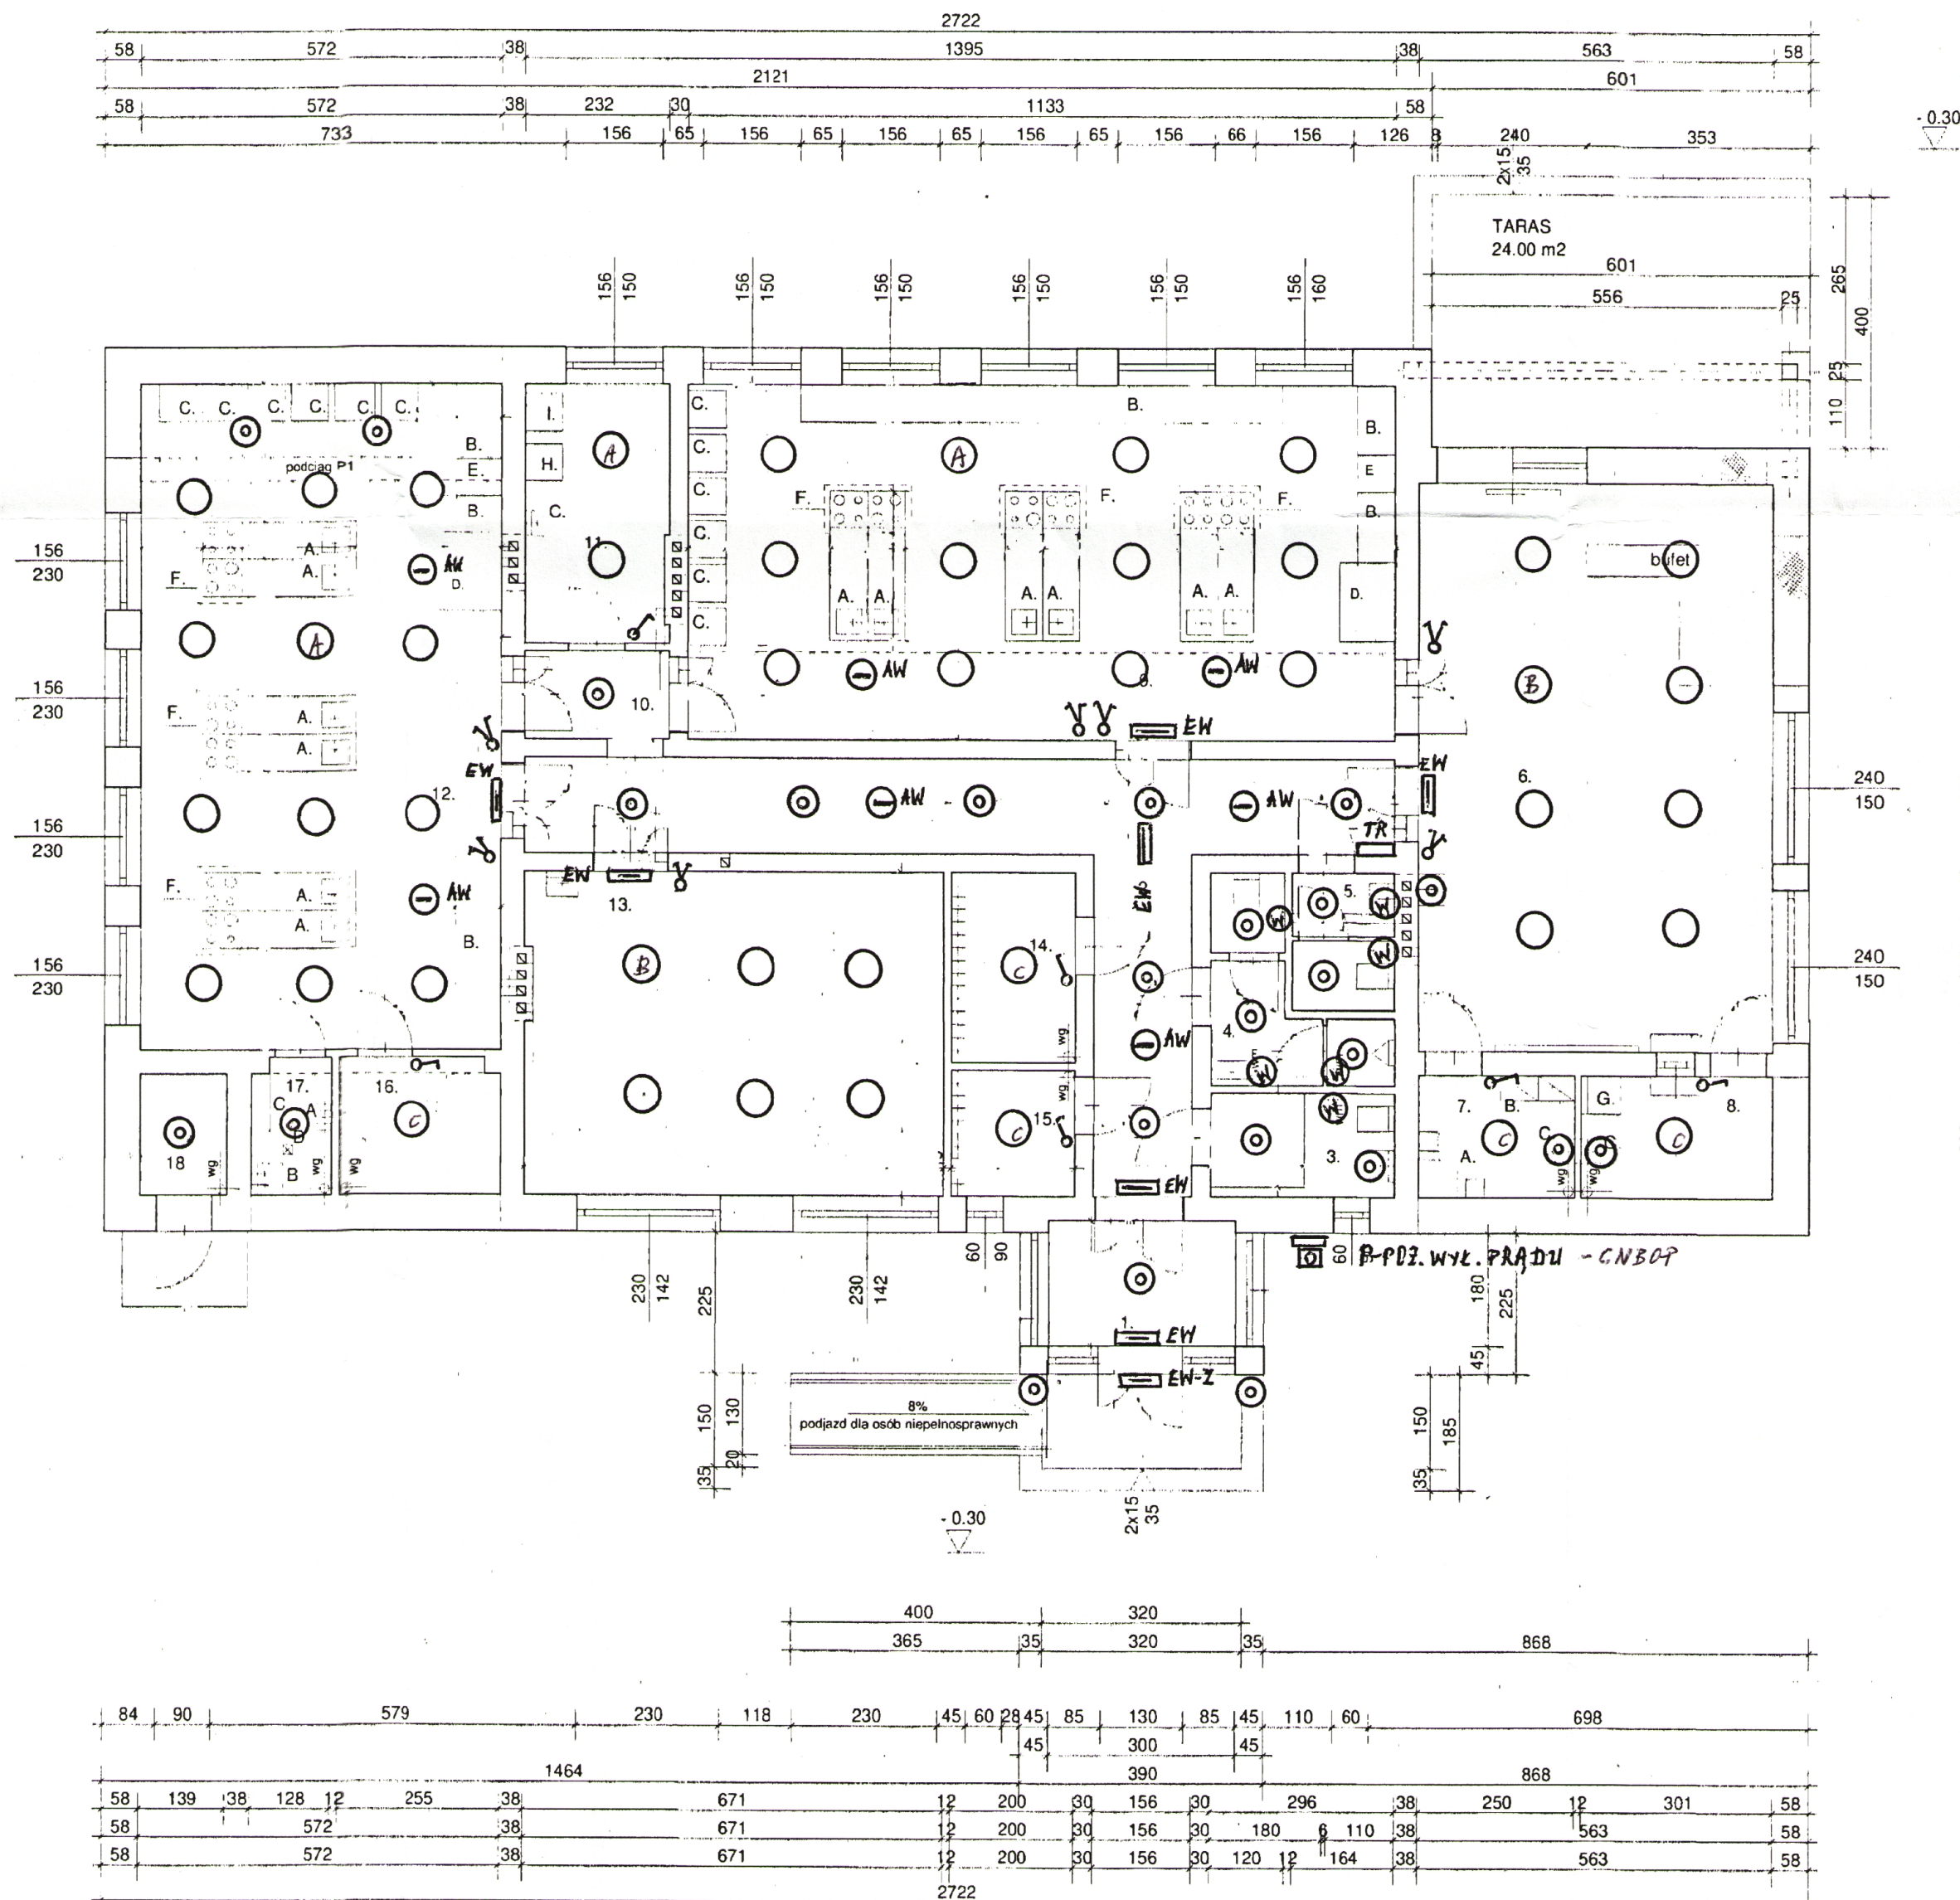 2722
58 572 38 1395 38 563 58
2121 601
58 572 38 232 30 1133 58
733 156 65 156 65 156 65 156 65 156 66 156 126 8 240 353
- 0.30
2x15
35
TARAS
24.00 m2
601
556 25
265
400
25
110
156
150
156
150
156
150
156
150
156
150
156
160
C. C. C. C. C. C.
podciąg P1
B.
E.
B.
I.
H.
C.
11.
A
C.
C.
C.
C.
C.
C.
B.
B.
E
B.
A
F. F. F.
A. A. A. A. A. A.
D.
bufet
156
230
F.
A.
A.
AW
D.
A
156
230
F.
A.
A.
10.
AW
9.
AW
EW
B
6.
EW
12.
EW
AW
AW
EW
TR
240
150
156
230
F.
A.
A.
AW
B.
EW
13.
EW
5.
W
W
W
156
230
B
C
14.
wg
AW
4.
W
W
W
240
150
17.
C.
A
D
B
wg
wg
16.
C
18
wg
C
15.
wg
EW
3.
7.
B.
A.
C
C.
wg
G.
C
8.
wg
230
142
225
230
142
60
90
60
P-POŻ. WYŁ. PRĄDU - CNBOP
180
225
45
1.
EW
EW-Z
8%
podjazd dla osób niepełnosprawnych
150
130
20
35
150
185
35
- 0.30
2x15
35
400 320
365 35 320 35 868
84 90 579 230 118 230 45 60 28 45 85 130 85 45 110 60 698
45 300 45
1464 390 868
58 139 38 128 12 255 38 671 12 200 30 156 30 296 38 250 12 301 58
58 572 38 671 12 200 30 156 30 180 6 110 38 563 58
58 572 38 671 12 200 30 156 30 120 12 164 38 563 58
2722